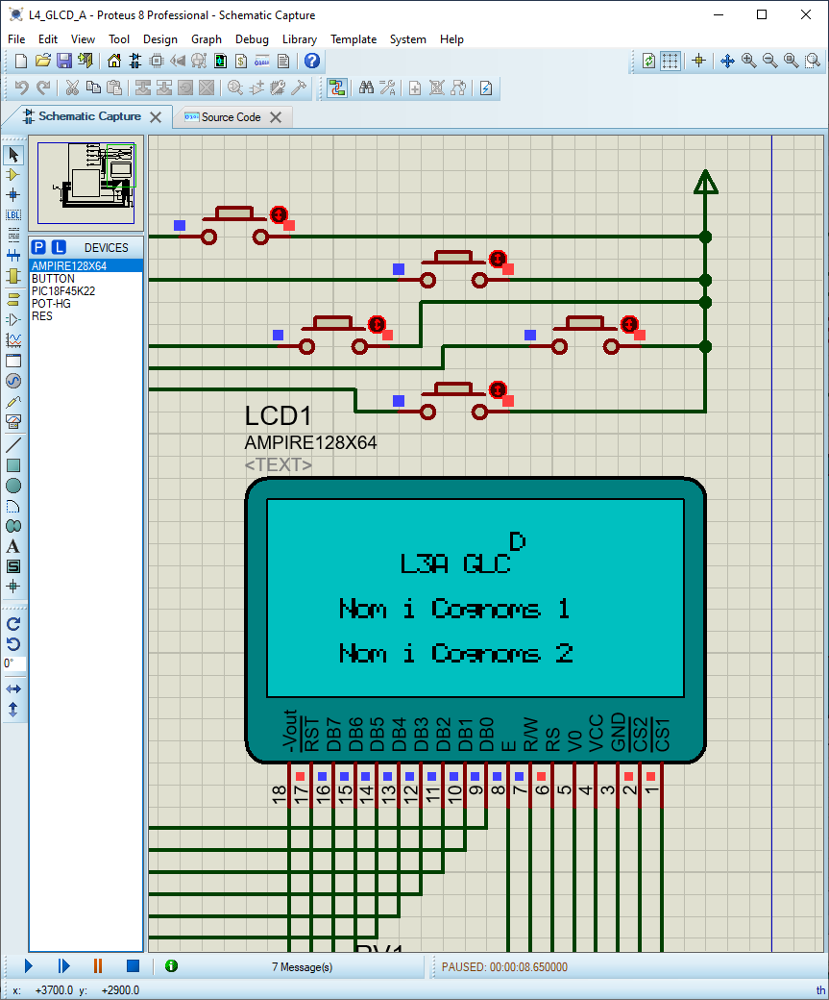 L4_GLCD_A - Proteus 8 Professional - Schematic Capture
File Edit View Tool Design Graph Debug Library Template System Help
Schematic Capture Source Code
P L DEVICES
AMPIRE128X64
BUTTON
PIC18F45K22
POT-HG
RES
LBL
A
S
0°
LCD1
AMPIRE128X64
<TEXT>
D
L3A GLC
Nom i Cognoms 1
Nom i Cognoms 2
-Vout RST DB7 DB6 DB5 DB4 DB3 DB2 DB1 DB0 E R/W RS V0 VCC GND CS2 CS1
18 17 16 15 14 13 12 11 10 9 8 7 6 5 4 3 2 1
RV1
7 Message(s) PAUSED: 00:00:08.650000
x: +3700.0 y: +2900.0 th